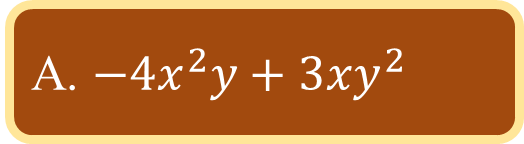 A. −4x²y + 3xy²